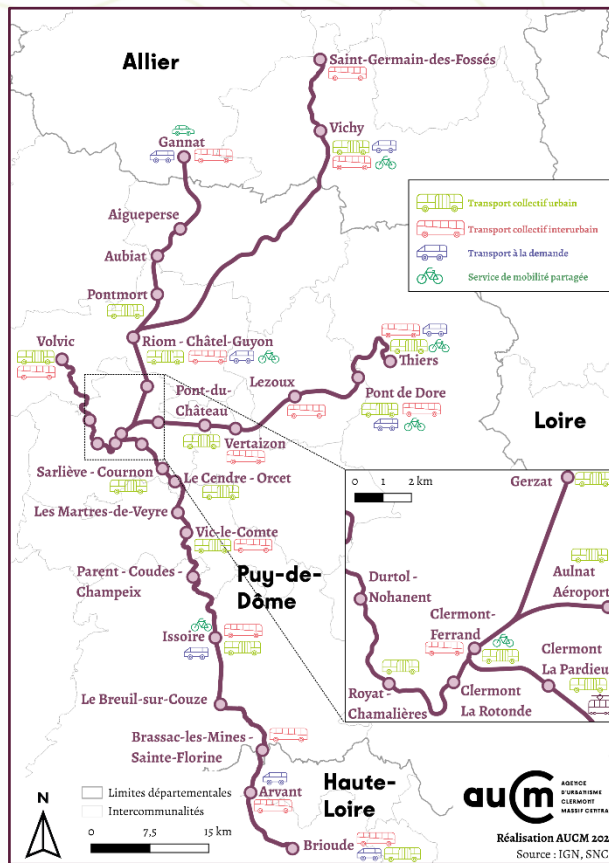 Allier
Saint-Germain-des-Fossés
Vichy
Gannat
Transport collectif urbain
Transport collectif interurbain
Transport à la demande
Service de mobilité partagée
Aigueperse
Aubiat
Pontmort
Volvic
Riom - Châtel-Guyon
Thiers
Lezoux
Pont de Dore
Pont-du-
Château
Vertaizon
Loire
Sarliève - Cournon
Le Cendre - Orcet
Les Martres-de-Veyre
Vic-le-Comte
Parent - Coudes -
Champeix
Puy-de-
Dôme
Issoire
Le Breuil-sur-Couze
Brassac-les-Mines -
Sainte-Florine
Haute-
Loire
Arvant
Brioude
0 1 2 km
Gerzat
Aulnat
Aéroport
Durtol -
Nohanent
Clermont-
Ferrand
Clermont
La Pardieu
Royat -
Chamalières
Clermont
La Rotonde
N
Limites départementales
Intercommunalités
0 7,5 15 km
aucm
AGENCE
D'URBANISME
CLERMONT
MASSIF CENTRAL
Réalisation AUCM 202
Source : IGN, SNC